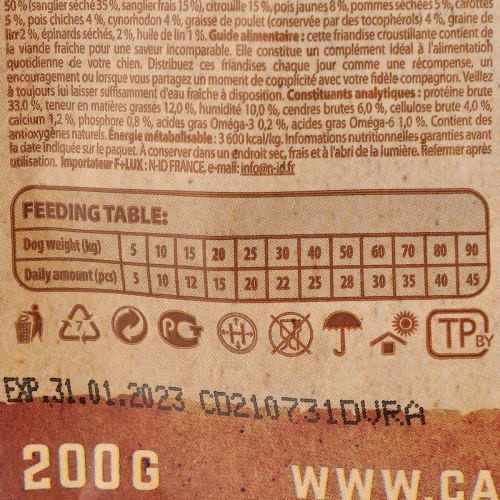 50 % (sanglier séché 35 %, sanglier frais 15 %), citrouille 15 %, pois jaunes 8 %, pommes séchées 5 %, carottes
5 %, pois chiches 4 %, cynorhodon 4 %, graisse de poulet (conservée par des tocophérols) 4 %, graine de
lin 2 %, épinards séchés, 2 %, huile de lin 1 %. Guide alimentaire : cette friandise croustillante contient de
la viande fraîche pour une saveur incomparable. Elle constitue un complément idéal à l'alimentation
quotidienne de votre chien. Distribuez ces friandises chaque jour comme une récompense, un
encouragement ou lorsque vous partagez un moment de complicité avec votre fidèle compagnon. Veillez
à toujours lui laisser suffisamment d'eau fraîche à disposition. Constituants analytiques : protéine brute
33,0 %, teneur en matières grasses 12,0 %, humidité 10,0 %, cendres brutes 6,0 %, cellulose brute 4,0 %,
calcium 1,2 %, phosphore 0,8 %, acides gras Oméga-3 0,2 %, acides gras Oméga-6 1,0 %. Contient des
antioxygènes naturels. Énergie métabolisable : 3 600 kcal/kg. Informations nutritionnelles garanties avant
la date indiquée sur le paquet. A conserver dans un endroit sec, frais et à l'abri de la lumière. Refermer après
utilisation. Importateur F+LUX : N-ID FRANCE, e-mail: info@n-id.fr
FEEDING TABLE:
Dog weight (kg) 5 10 15 20 25 30 40 50 60 70 80 90
Daily amount (pcs) 5 10 12 15 20 22 25 28 30 35 40 45
7 PCT TP BY
EXP.31.01.2023 CD210731DVRA
200G WWW.CA